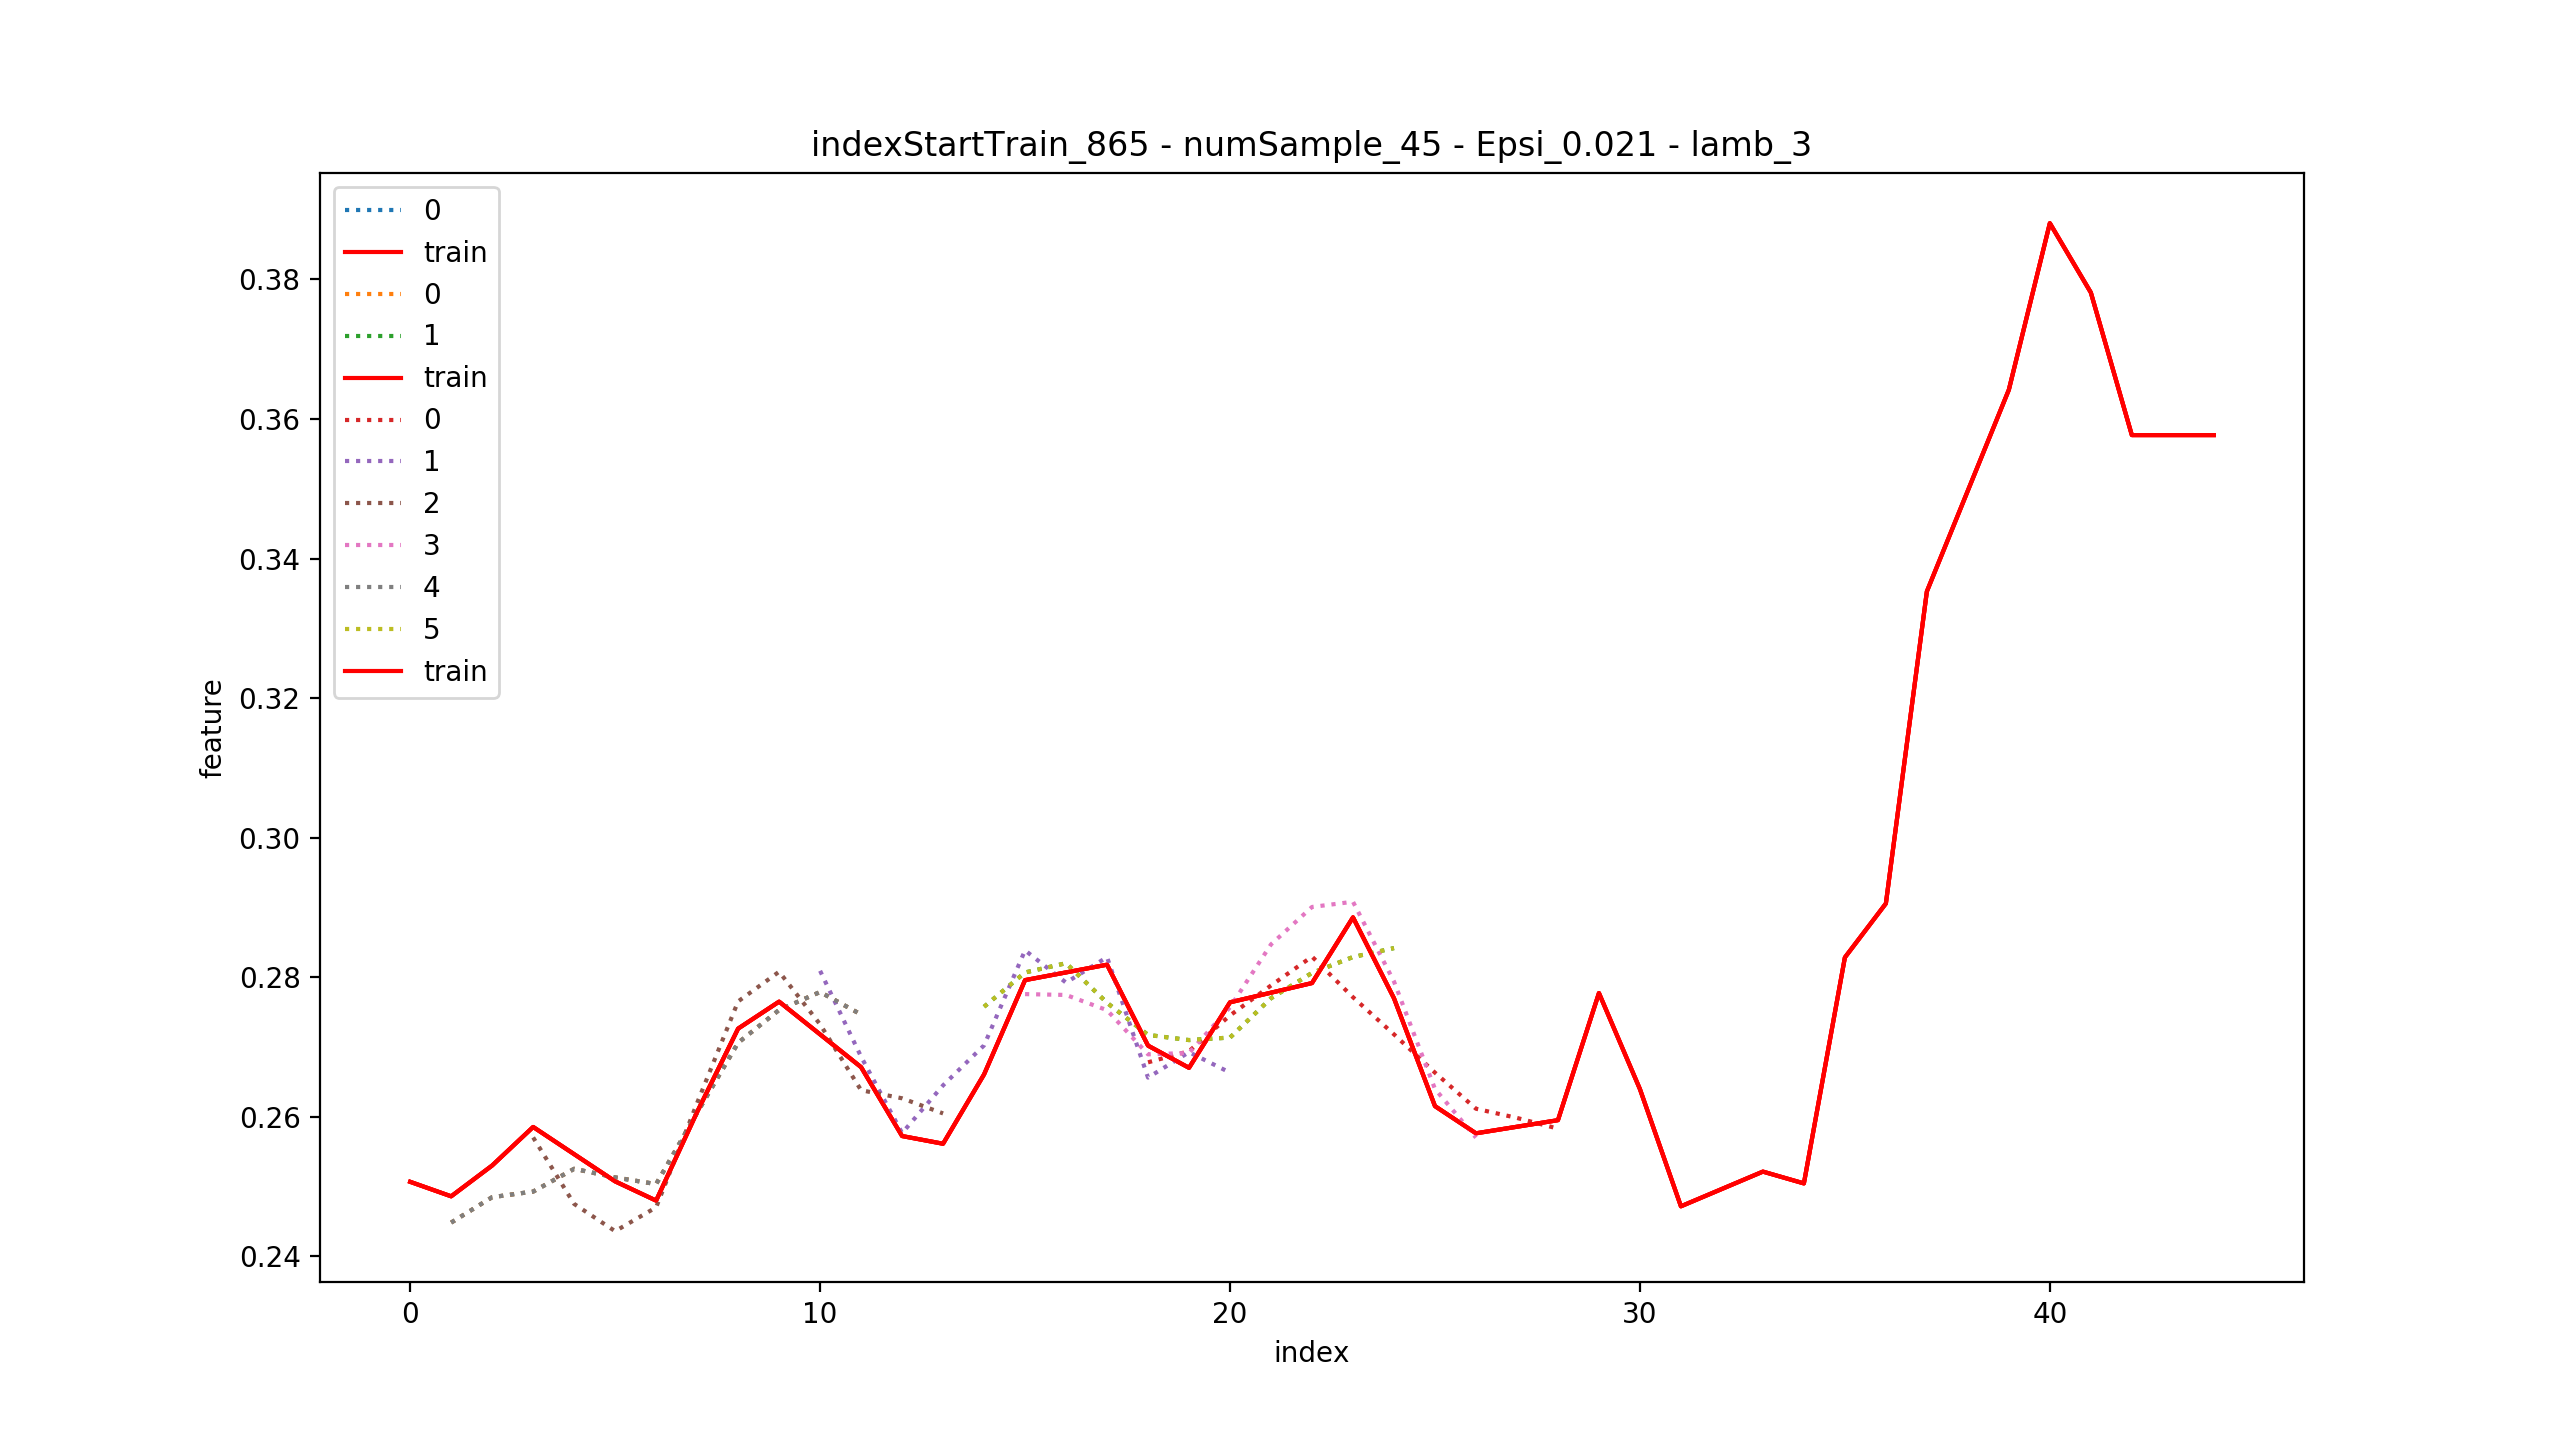 indexStartTrain_865 - numSample_45 - Epsi_0.021 - lamb_3
0
train
0
1
train
0
1
2
3
4
5
train
0.38
0.36
0.34
0.32
0.30
0.28
0.26
0.24
feature
0 10 20 30 40
index